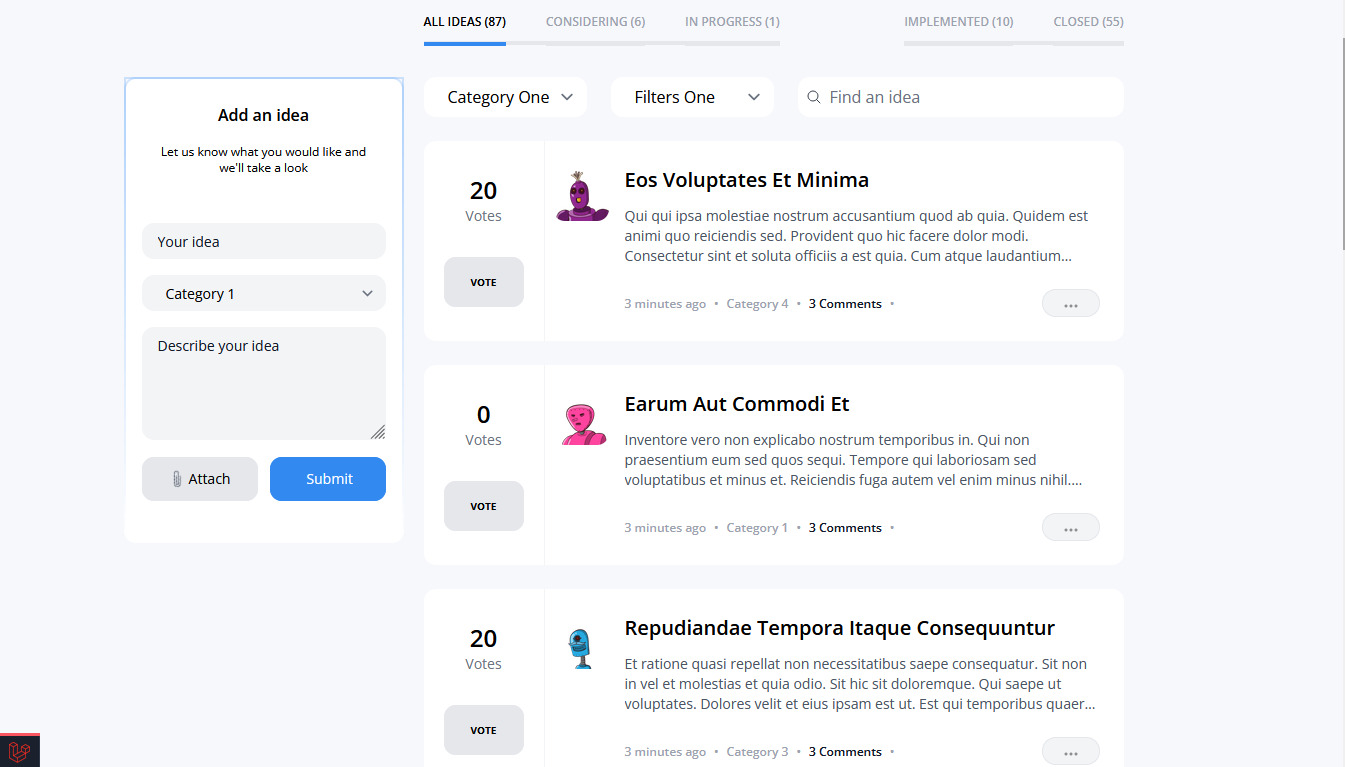 ALL IDEAS (87) CONSIDERING (6) IN PROGRESS (1) IMPLEMENTED (10) CLOSED (55)
Add an idea
Let us know what you would like and
we'll take a look
Your idea
Category 1
Describe your idea
Attach Submit
Category One Filters One Find an idea
20
Votes
VOTE
Eos Voluptates Et Minima
Qui qui ipsa molestiae nostrum accusantium quod ab quia. Quidem est
animi quo reiciendis sed. Provident quo hic facere dolor modi.
Consectetur sint et soluta officiis a est quia. Cum atque laudantium...
3 minutes ago • Category 4 • 3 Comments •
...
0
Votes
VOTE
Earum Aut Commodi Et
Inventore vero non explicabo nostrum temporibus in. Qui non
praesentium eum sed quos sequi. Tempore qui laboriosam sed
voluptatibus et minus et. Reiciendis fuga autem vel enim minus nihil....
3 minutes ago • Category 1 • 3 Comments •
...
20
Votes
VOTE
Repudiandae Tempora Itaque Consequuntur
Et ratione quasi repellat non necessitatibus saepe consequatur. Sit non
in vel et molestias et quia odio. Sit hic sit doloremque. Qui saepe ut
voluptates. Dolores velit et eius ipsam est ut. Est qui temporibus quaer...
3 minutes ago • Category 3 • 3 Comments •
...